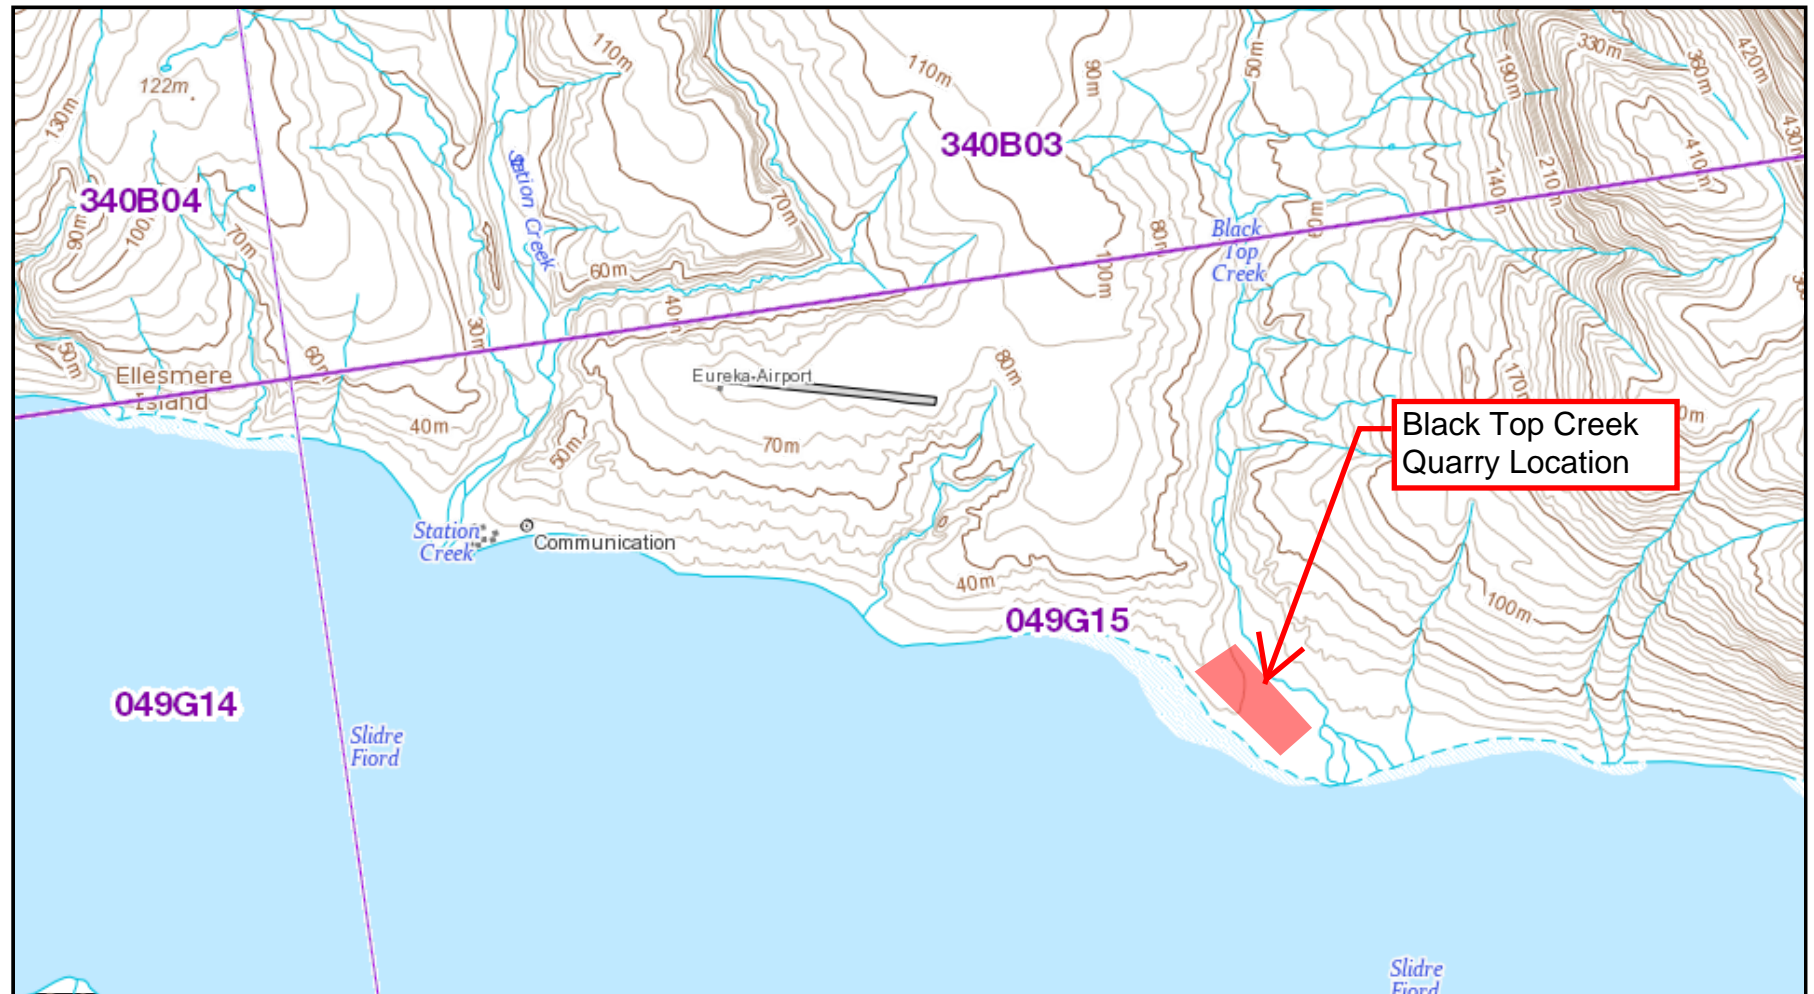 110m
110m
90m
50m
330m
360m
420m
190m
122m
130m
410m
340B03
Station Creek
340B04
140m
210m
70m
90m
100
70m
80m
60m
Black
Top
Creek
60m
100m
40m
30m
50m
60m
Ellesmere
Island
Eureka-Airport
80m
170m
Black Top Creek
Quarry Location
40m
70m
50m
Station
Creek
Communication
40m
100m
049G15
049G14
Slidre
Fiord
Slidre
Fiord